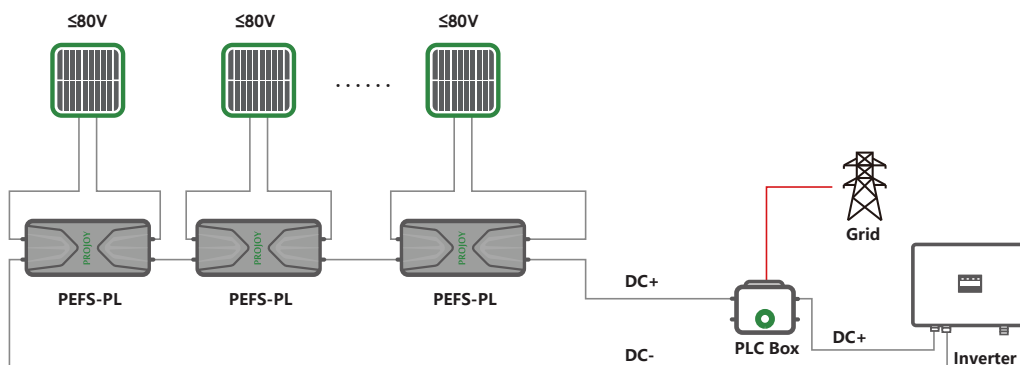 ≤80V
≤80V
≤80V
......
PROJOY
PROJOY
PROJOY
PEFS-PL
PEFS-PL
PEFS-PL
Grid
DC+
PLC Box
DC+
DC-
Inverter